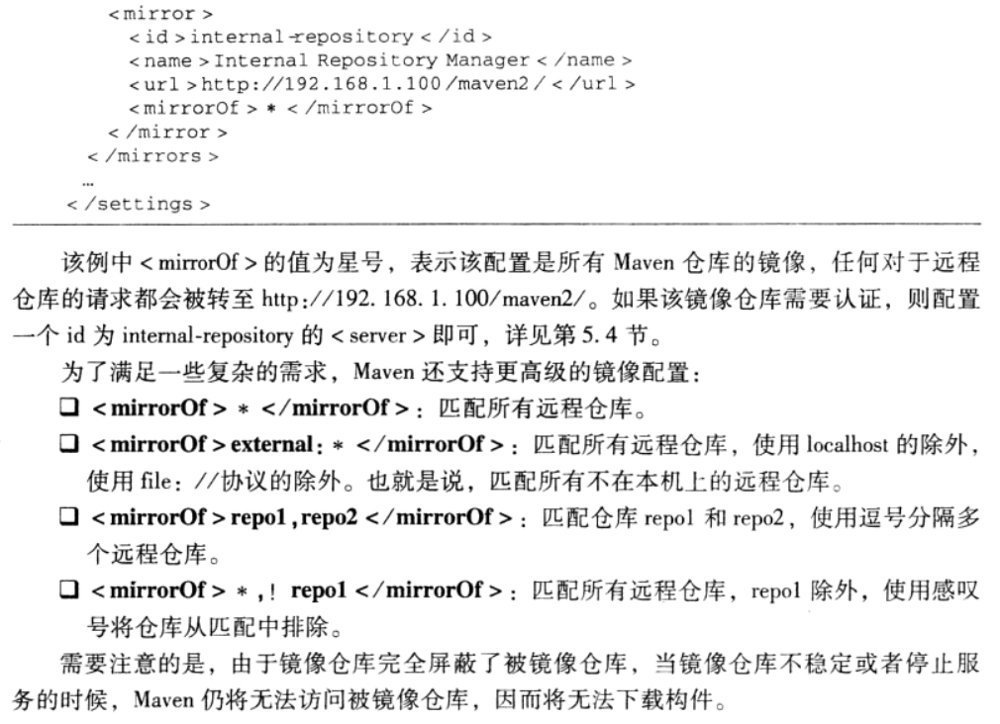 <mirror>
<id>internal-repository</id>
<name>Internal Repository Manager</name>
<url>http://192.168.1.100/maven2/</url>
<mirrorOf>*</mirrorOf>
</mirror>
</mirrors>
…
</settings>
该例中<mirrorOf>的值为星号，表示该配置是所有 Maven 仓库的镜像，任何对于远程
仓库的请求都会被转至 http://192.168.1.100/maven2/。如果该镜像仓库需要认证，则配置
一个 id 为 internal-repository 的<server>即可，详见第5.4节。
为了满足一些复杂的需求，Maven 还支持更高级的镜像配置：
❑ <mirrorOf>*</mirrorOf>：匹配所有远程仓库。
❑ <mirrorOf>external:*</mirrorOf>：匹配所有远程仓库，使用 localhost 的除外，
使用 file：//协议的除外。也就是说，匹配所有不在本机上的远程仓库。
❑ <mirrorOf>repo1,repo2</mirrorOf>：匹配仓库 repo1 和 repo2，使用逗号分隔多
个远程仓库。
❑ <mirrorOf>*,! repo1</mirrorOf>：匹配所有远程仓库，repo1 除外，使用感叹
号将仓库从匹配中排除。
需要注意的是，由于镜像仓库完全屏蔽了被镜像仓库，当镜像仓库不稳定或者停止服
务的时候，Maven 仍将无法访问被镜像仓库，因而将无法下载构件。